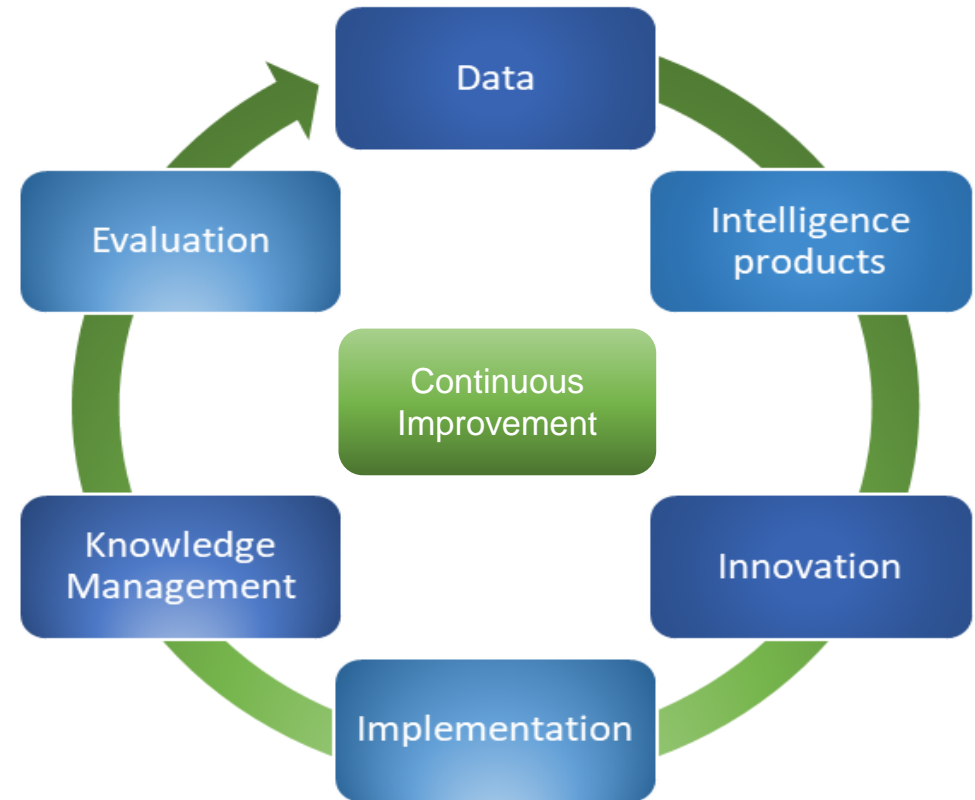 Data
Intelligence
products
Innovation
Implementation
Knowledge
Management
Evaluation
Continuous
Improvement